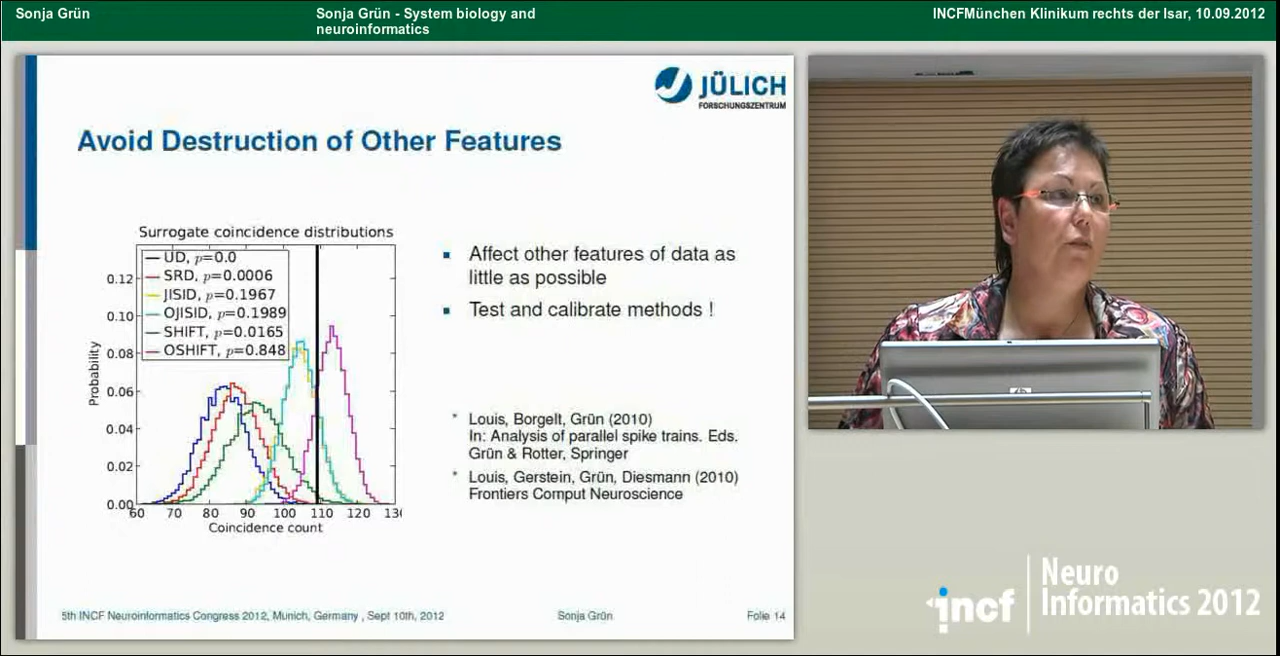 Sonja Grün
Sonja Grün - System biology and
neuroinformatics
INCFMünchen Klinikum rechts der Isar, 10.09.2012
JÜLICH
FORSCHUNGSZENTRUM
Avoid Destruction of Other Features
Surrogate coincidence distributions
UD, p=0.0
SRD, p=0.0006
JISID, p=0.1967
OJISID, p=0.1989
SHIFT, p=0.0165
OSHIFT, p=0.848
Probability
0.12
0.10
0.08
0.06
0.04
0.02
0.00
60 70 80 90 100 110 120 130
Coincidence count
Affect other features of data as
little as possible
Test and calibrate methods !
* Louis, Borgelt, Grün (2010)
In: Analysis of parallel spike trains. Eds.
Grün & Rotter, Springer
* Louis, Gerstein, Grün, Diesmann (2010)
Frontiers Comput Neuroscience
5th INCF Neuroinformatics Congress 2012, Munich, Germany , Sept 10th, 2012
Sonja Grün
Folie 14
hp
incf
Neuro
Informatics 2012